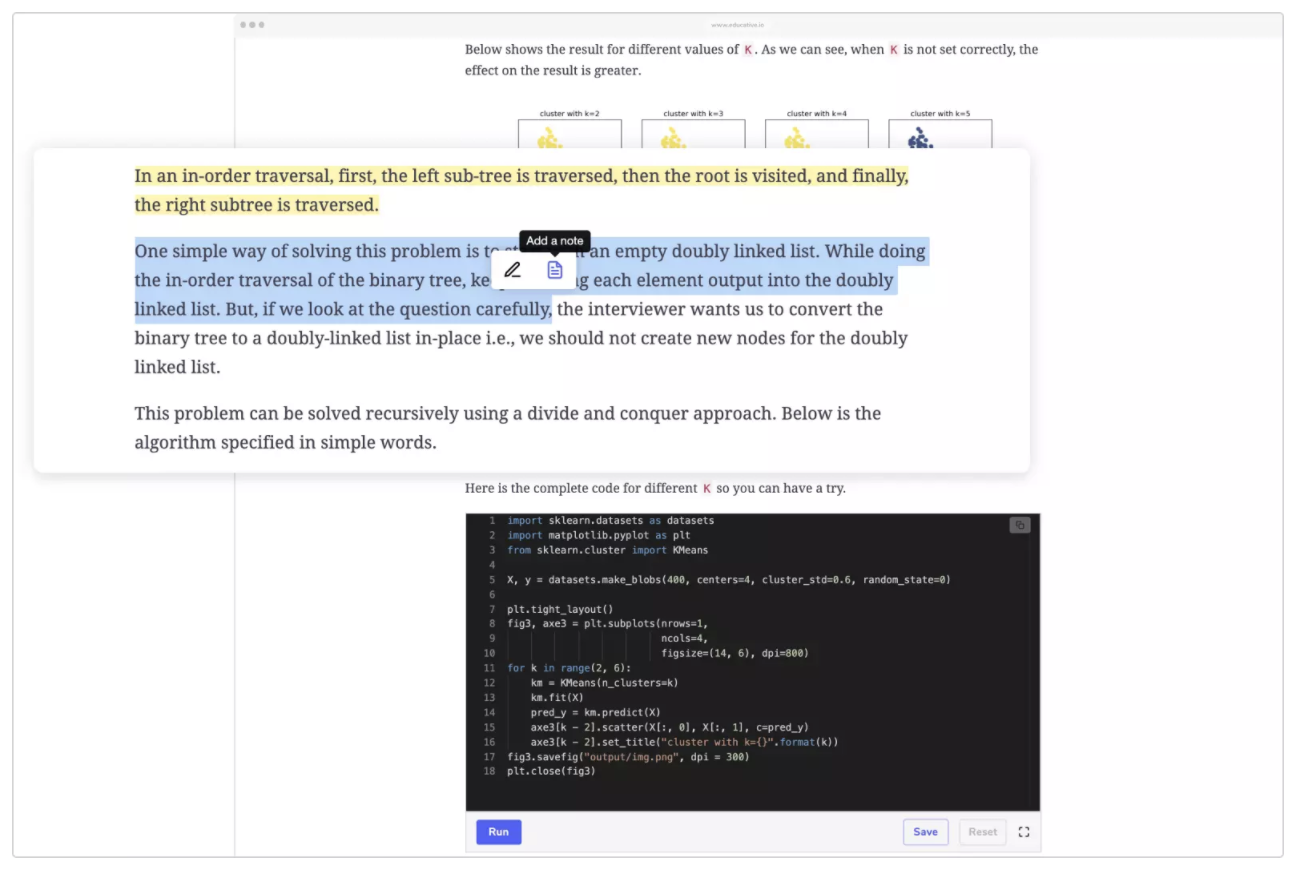 www.educative.io
Below shows the result for different values of K. As we can see, when K is not set correctly, the
effect on the result is greater.
cluster with k=2 cluster with k=3 cluster with k=4 cluster with k=5
In an in-order traversal, first, the left sub-tree is traversed, then the root is visited, and finally,
the right subtree is traversed.
Add a note
One simple way of solving this problem is to an empty doubly linked list. While doing
the in-order traversal of the binary tree, each element output into the doubly
linked list. But, if we look at the question carefully, the interviewer wants us to convert the
binary tree to a doubly-linked list in-place i.e., we should not create new nodes for the doubly
linked list.
This problem can be solved recursively using a divide and conquer approach. Below is the
algorithm specified in simple words.
Here is the complete code for different K so you can have a try.
1 import sklearn.datasets as datasets
2 import matplotlib.pyplot as plt
3 from sklearn.cluster import KMeans
4
5 X, y = datasets.make_blobs(400, centers=4, cluster_std=0.6, random_state=0)
6
7 plt.tight_layout()
8 fig3, axe3 = plt.subplots(nrows=1,
9 ncols=4,
10 figsize=(14, 6), dpi=800)
11 for k in range(2, 6):
12 km = KMeans(n_clusters=k)
13 km.fit(X)
14 pred_y = km.predict(X)
15 axe3[k - 2].scatter(X[:, 0], X[:, 1], c=pred_y)
16 axe3[k - 2].set_title("cluster with k={}".format(k))
17 fig3.savefig("output/img.png", dpi = 300)
18 plt.close(fig3)
Run Save Reset